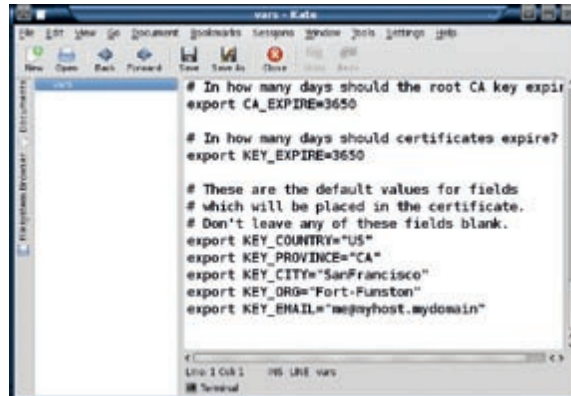 vars - Kate
File Edit View Go Document Bookmarks Sessions Window Tools Settings Help
New Open Back Forward Save Save As Close
Documents
Filesystem Browser
vars
# In how many days should the root CA key expir
export CA_EXPIRE=3650
# In how many days should certificates expire?
export KEY_EXPIRE=3650
# These are the default values for fields
# which will be placed in the certificate.
# Don't leave any of these fields blank.
export KEY_COUNTRY="US"
export KEY_PROVINCE="CA"
export KEY_CITY="SanFrancisco"
export KEY_ORG="Fort-Funston"
export KEY_EMAIL="me@myhost.mydomain"
Line: 1 Col: 1 INS LINE vars
Terminal